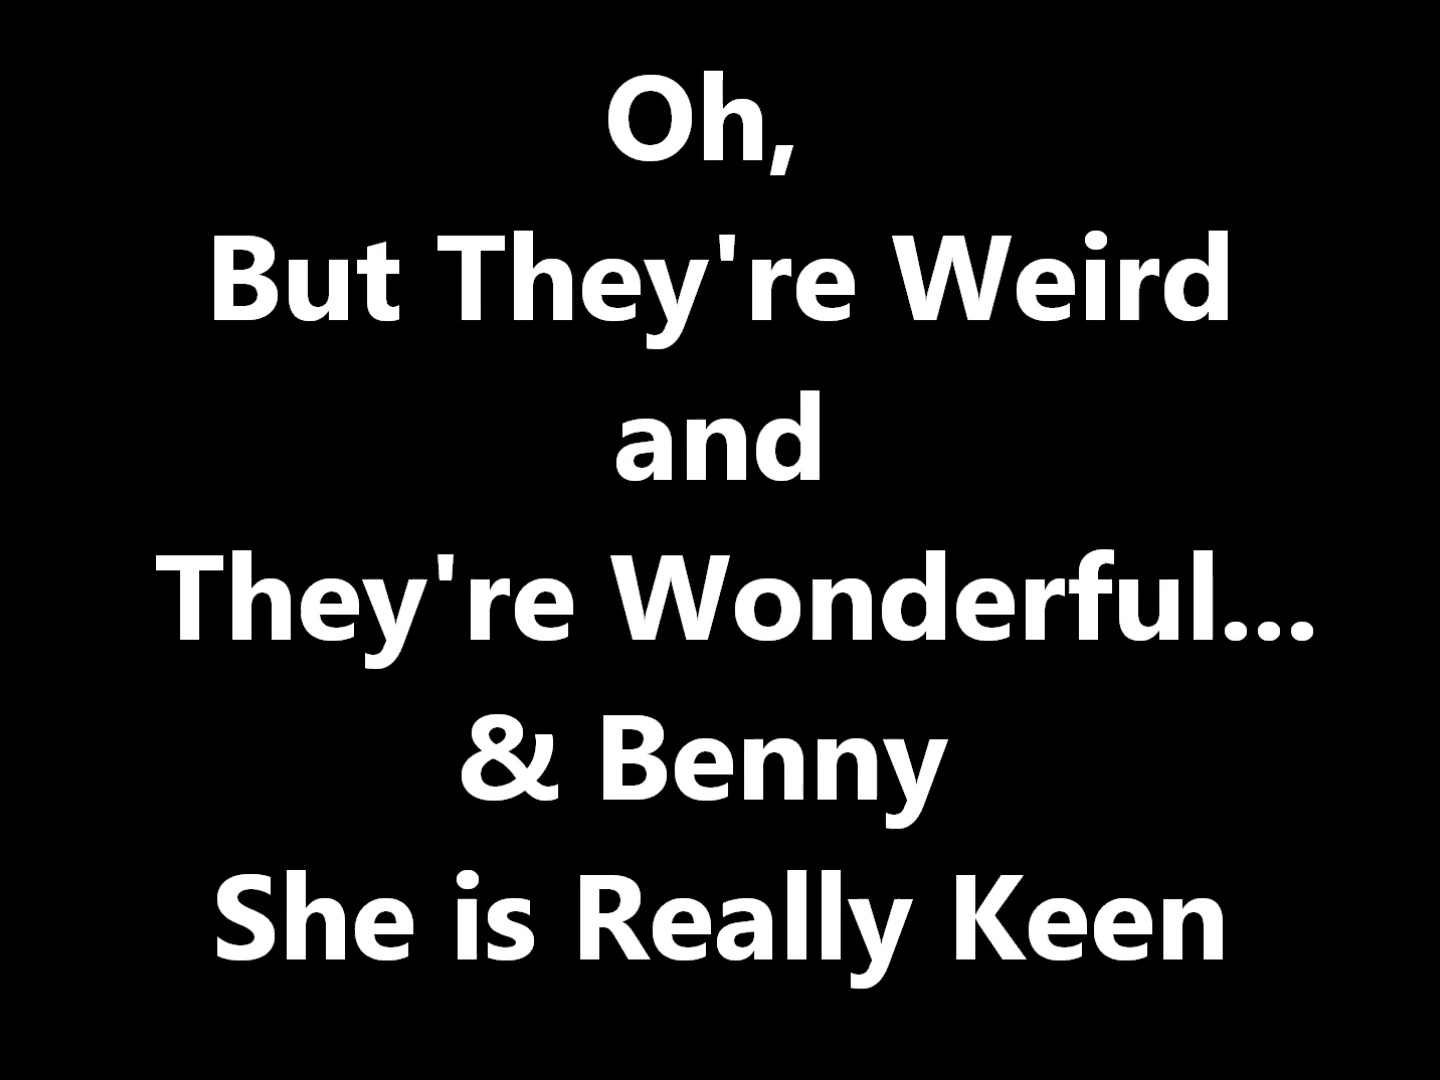 Oh,
But They're Weird
and
They're Wonderful...
& Benny
She is Really Keen